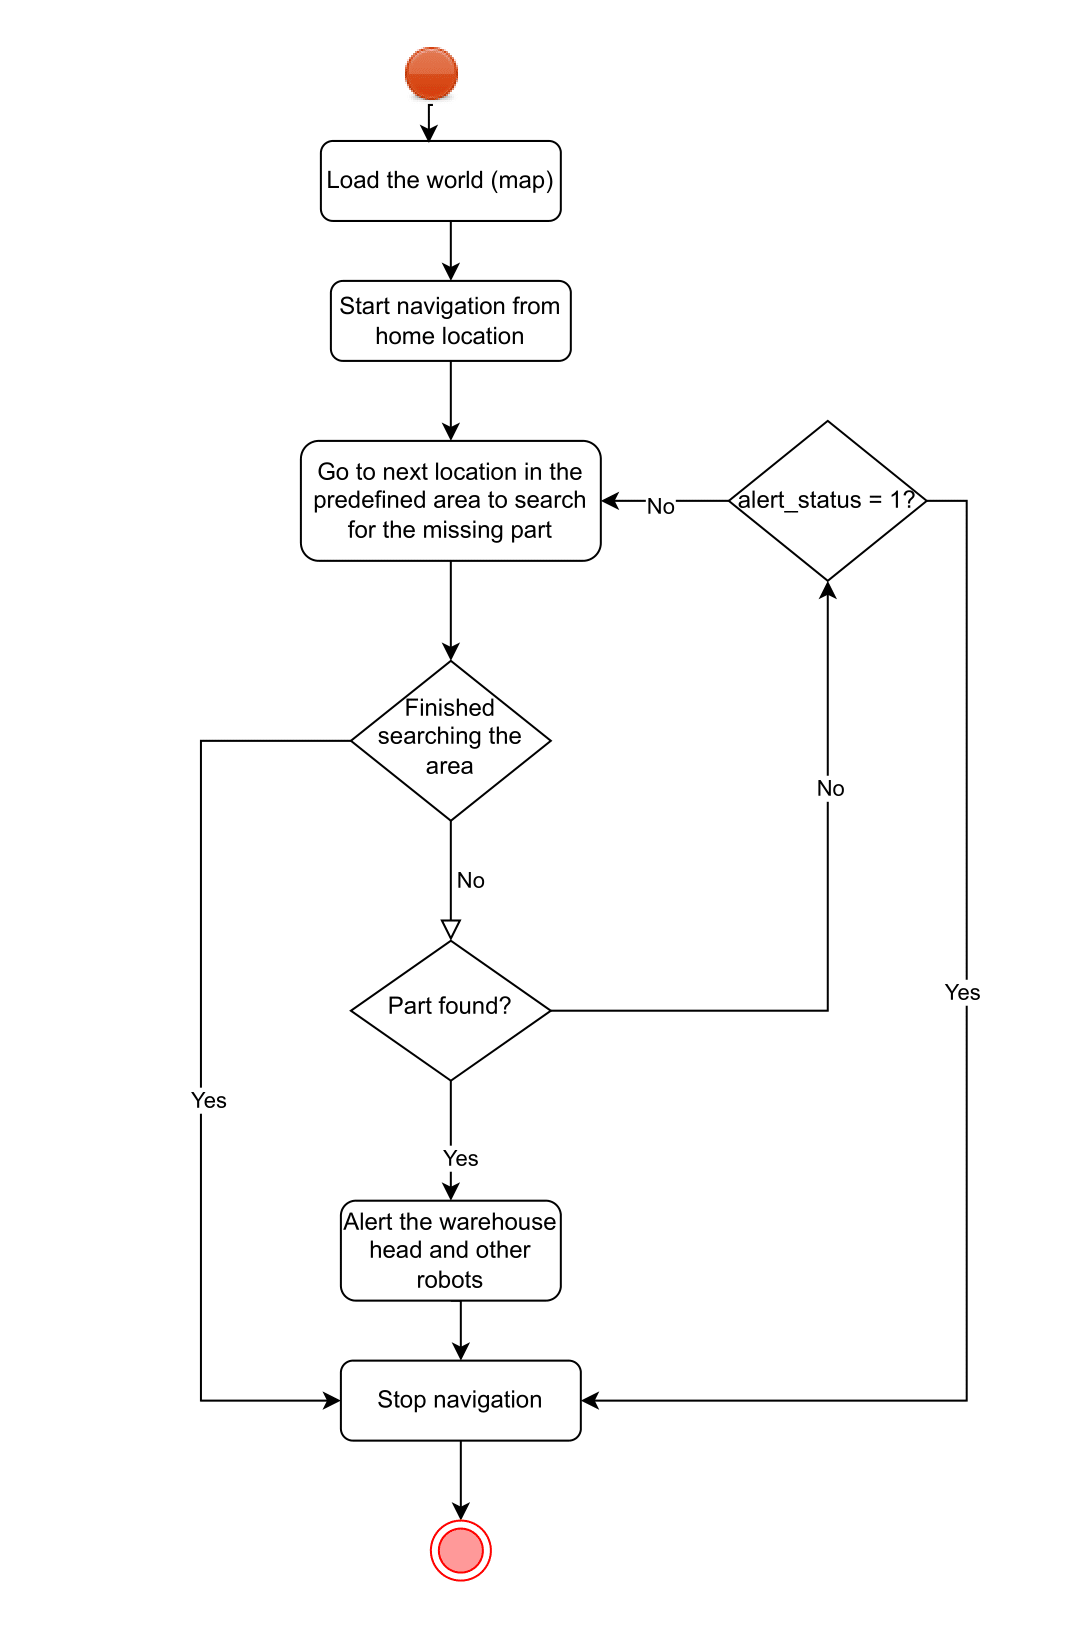 Load the world (map)
Start navigation from
home location
Go to next location in the
predefined area to search
for the missing part
No
alert_status = 1?
Finished
searching the
area
No
No
Part found?
Yes
Yes
Yes
Alert the warehouse
head and other
robots
Stop navigation